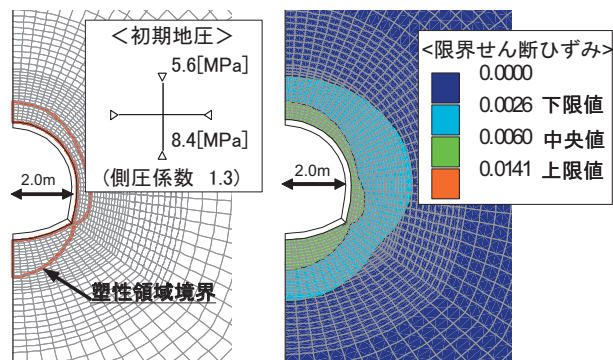 ＜初期地圧＞
5.6[MPa]
8.4[MPa]
(側圧係数 1.3)
2.0m
塑性領域境界
<限界せん断ひずみ>
0.0000
0.0026 下限値
0.0060 中央値
0.0141 上限値
2.0m